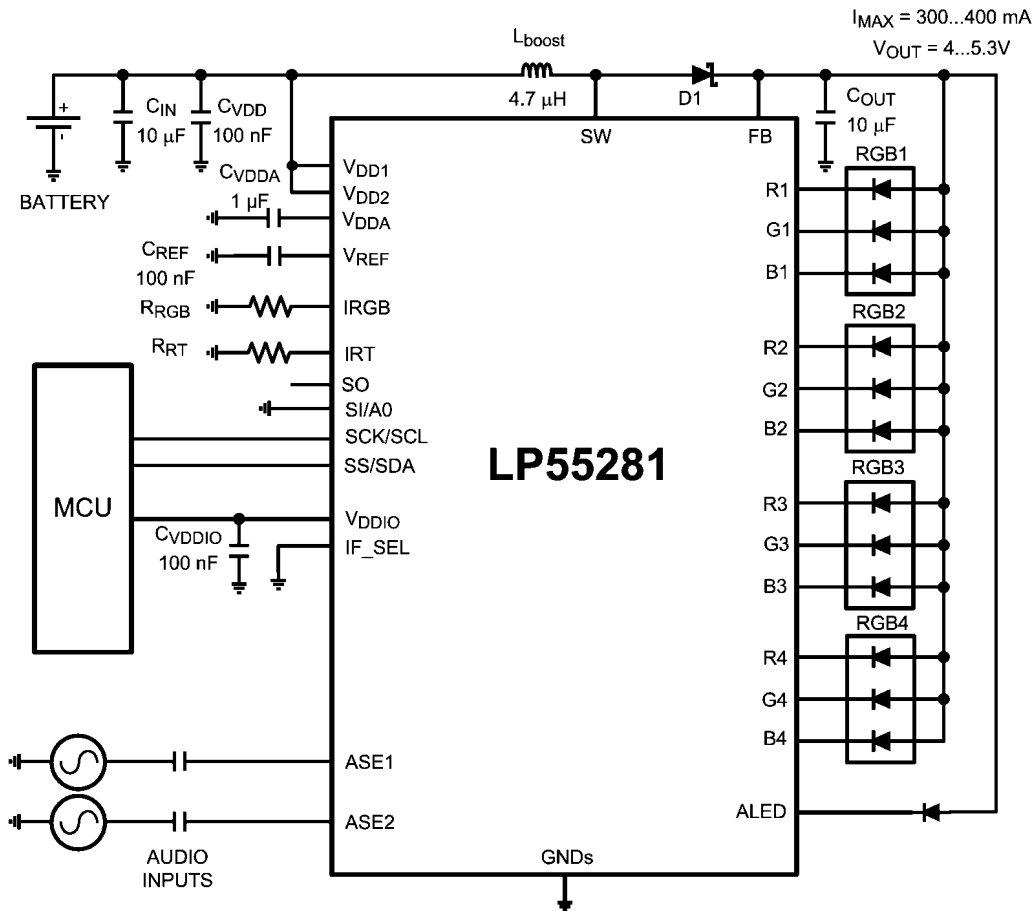 I_MAX = 300...400 mA
V_OUT = 4...5.3V
L_boost
4.7 μH
D1
C_IN
10 μF
C_VDD
100 nF
C_OUT
10 μF
+
-
BATTERY
SW
FB
C_VDDA
1 μF
C_REF
100 nF
R_RGB
R_RT
V_DD1
V_DD2
V_DDA
V_REF
IRGB
IRT
SO
SI/A0
SCK/SCL
SS/SDA
V_DDIO
IF_SEL
MCU
C_VDDIO
100 nF
LP55281
RGB1
R1
G1
B1
RGB2
R2
G2
B2
RGB3
R3
G3
B3
RGB4
R4
G4
B4
ALED
ASE1
ASE2
AUDIO
INPUTS
GNDs